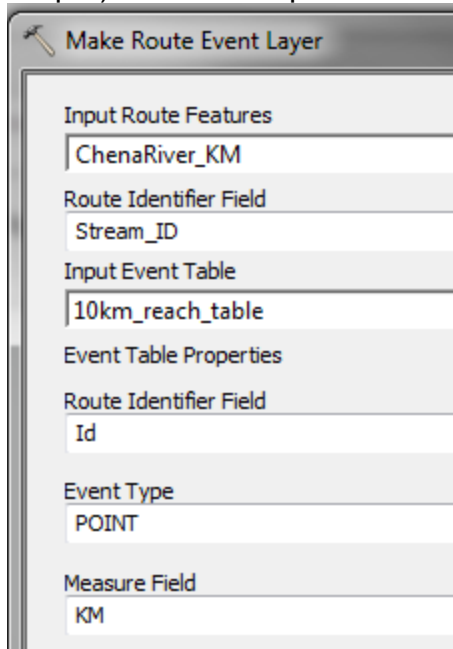 Make Route Event Layer
Input Route Features
ChenaRiver_KM
Route Identifier Field
Stream_ID
Input Event Table
10km_reach_table
Event Table Properties
Route Identifier Field
Id
Event Type
POINT
Measure Field
KM